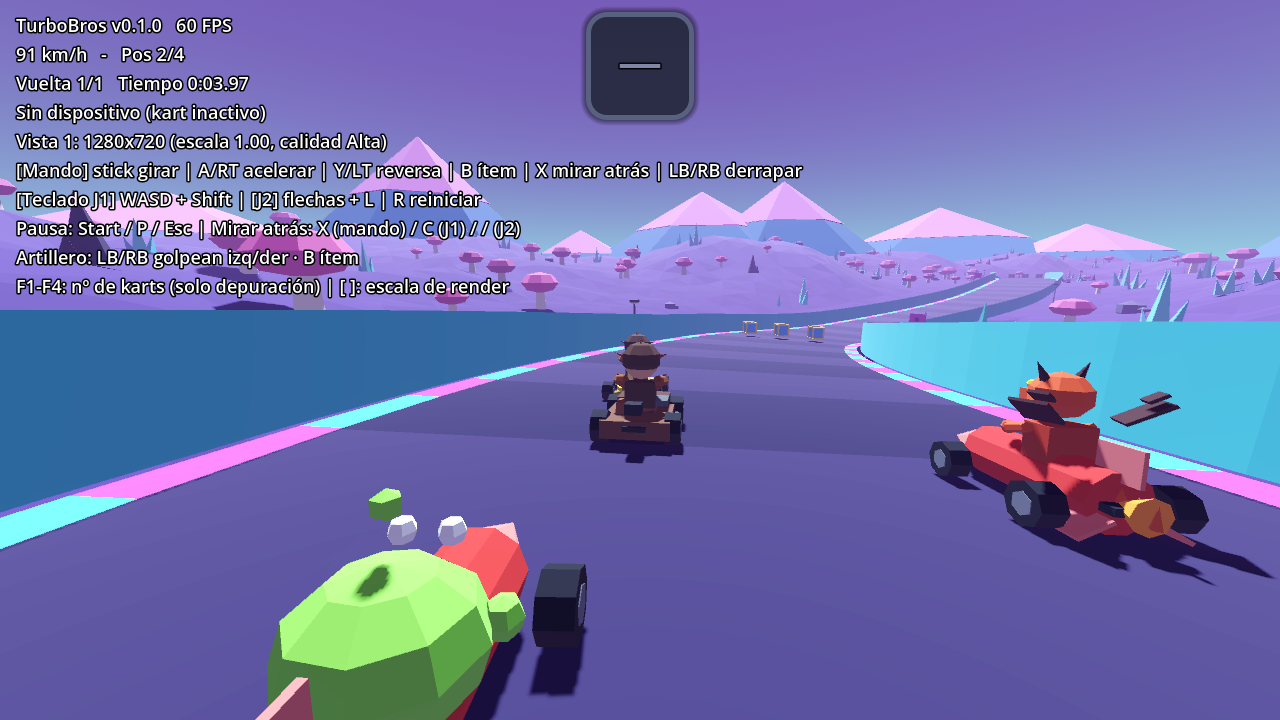 TurboBros v0.1.0   60 FPS
91 km/h  -  Pos 2/4
Vuelta 1/1   Tiempo 0:03.97
Sin dispositivo (kart inactivo)
Vista 1: 1280x720 (escala 1.00, calidad Alta)
[Mando] stick girar | A/RT acelerar | Y/LT reversa | B ítem | X mirar atrás | LB/RB derrapar
[Teclado J1] WASD + Shift | [J2] flechas + L | R reiniciar
Pausa: Start / P / Esc | Mirar atrás: X (mando) / C (J1) / / (J2)
Artillero: LB/RB golpean izq/der · B ítem
F1-F4: nº de karts (solo depuración) | [ ]: escala de render